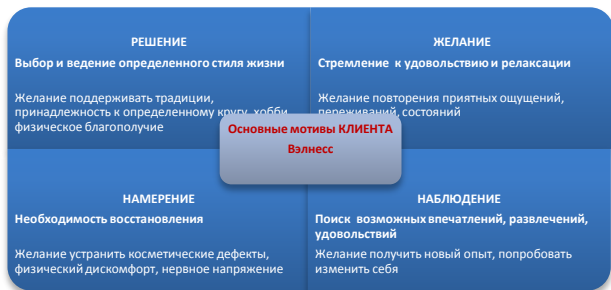 РЕШЕНИЕ
Выбор и ведение определенного стиля жизни
Желание поддерживать традиции,
принадлежность к определенному кругу, хобби,
физическое благополучие
ЖЕЛАНИЕ
Стремление к удовольствию и релаксации
Желание повторения приятных ощущений,
переживаний, состояний
Основные мотивы КЛИЕНТА
Вэлнесс
НАМЕРЕНИЕ
Необходимость восстановления
Желание устранить косметические дефекты,
физический дискомфорт, нервное напряжение
НАБЛЮДЕНИЕ
Поиск возможных впечатлений, развлечений,
удовольствий
Желание получить новый опыт, попробовать
изменить себя